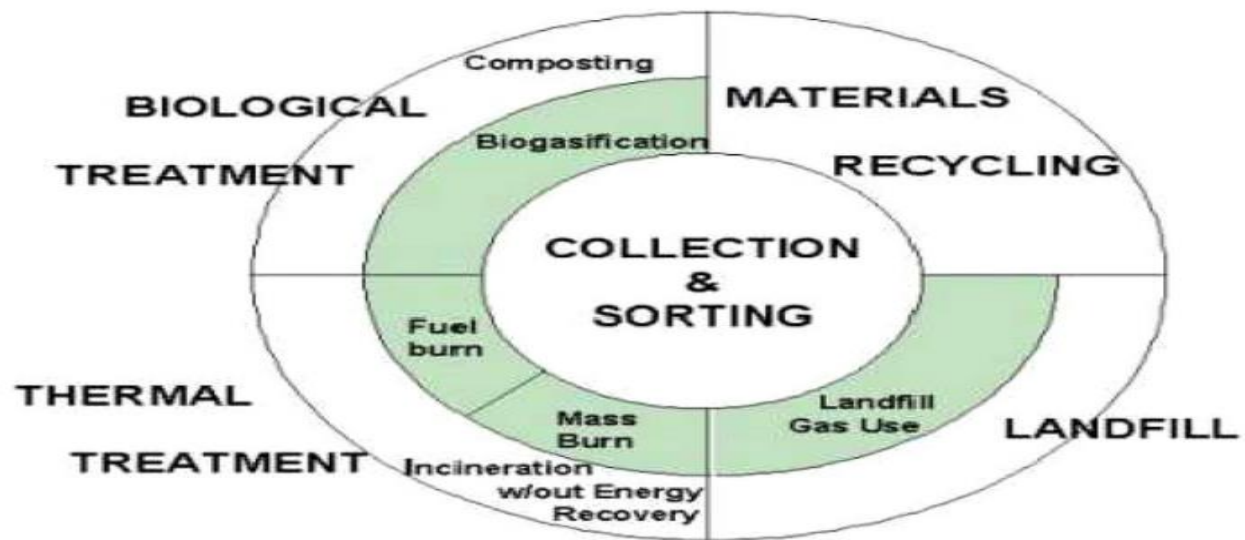 Composting
BIOLOGICAL
TREATMENT
Biogasification
MATERIALS
RECYCLING
COLLECTION
&
SORTING
Fuel
burn
THERMAL
TREATMENT
Mass
Burn
Incineration
w/out Energy
Recovery
Landfill
Gas Use
LANDFILL